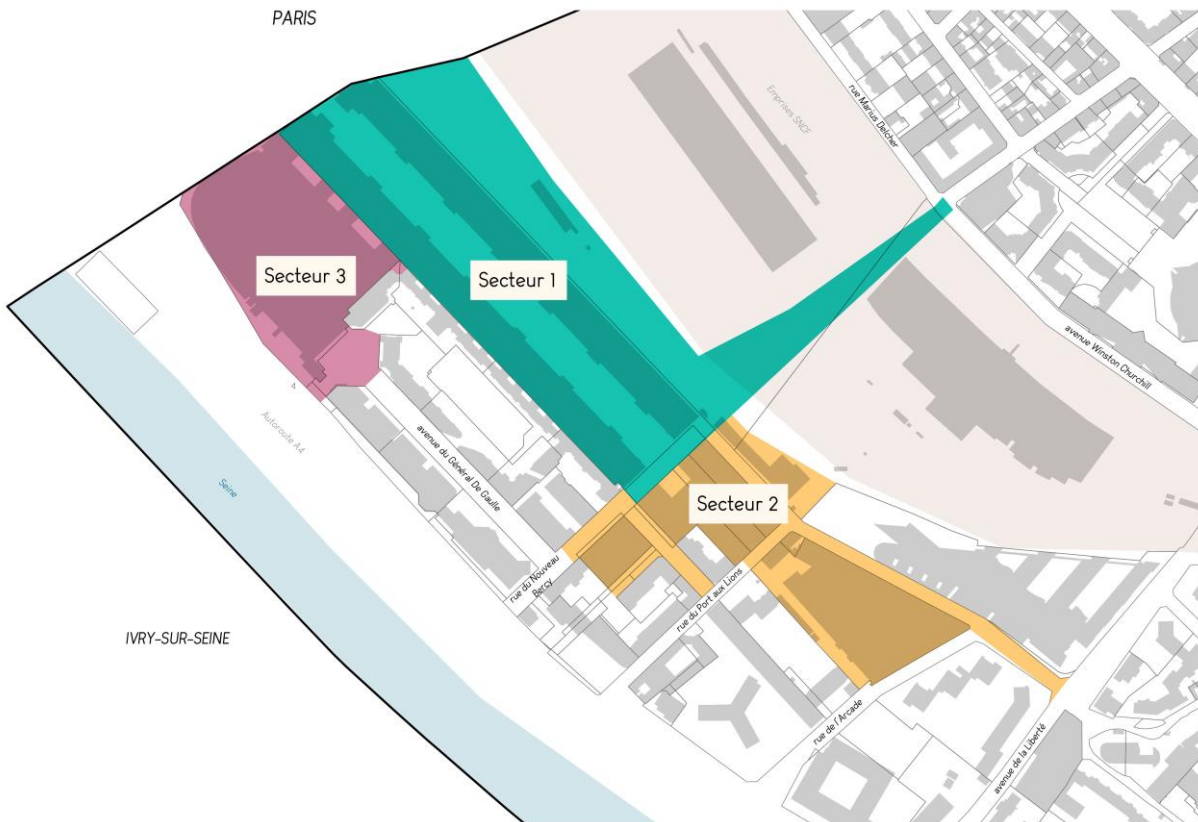 PARIS
Emprises SNCF
rue Marius Delcher
Secteur 3
Secteur 1
avenue Winston Churchill
4
Autoroute A4
Seine
avenue du Général De Gaulle
Secteur 2
rue du Nouveau
Bercy
rue du Port aux Lions
IVRY-SUR-SEINE
rue de l'Arcade
avenue de la Liberté